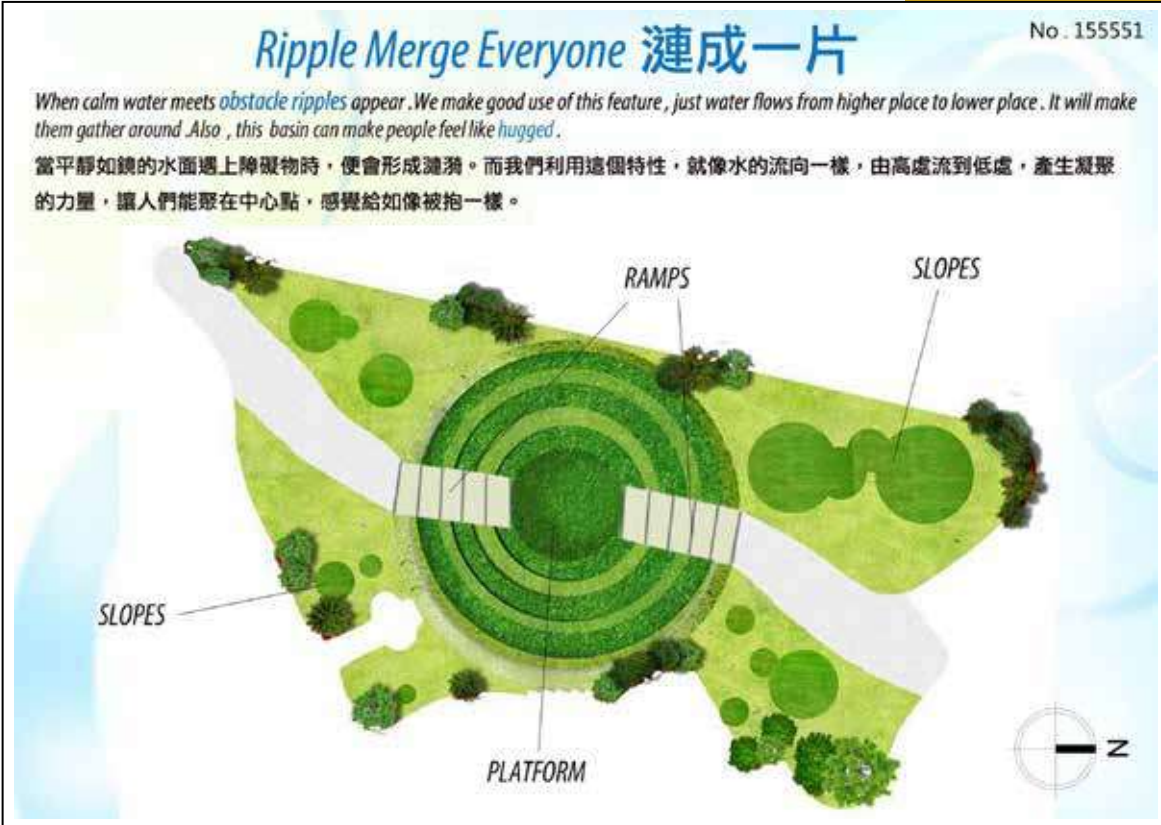 Ripple Merge Everyone 漣成一片
No . 155551
When calm water meets obstacle ripples appear .We make good use of this feature , just water flows from higher place to lower place . It will make
them gather around .Also , this basin can make people feel like hugged .
當平靜如鏡的水面遇上障礙物時，便會形成漣漪。而我們利用這個特性，就像水的流向一樣，由高處流到低處，產生凝聚
的力量，讓人們能聚在中心點，感覺給如像被抱一樣。
RAMPS
SLOPES
SLOPES
PLATFORM
N